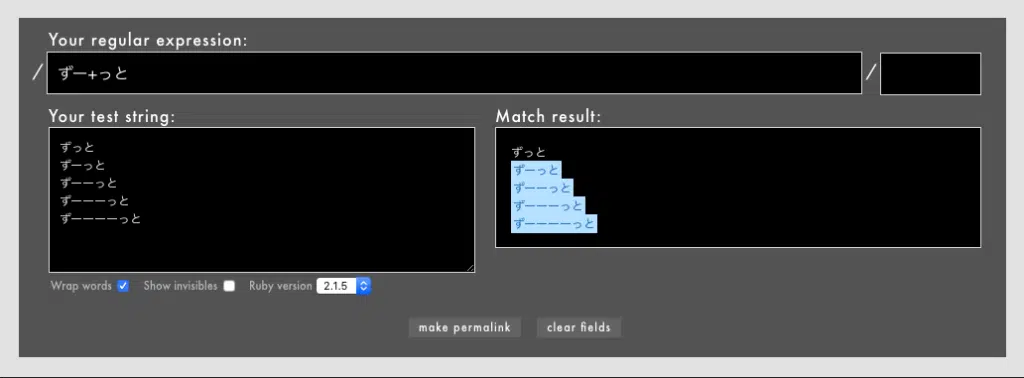 Your regular expression:
/ ずー+っと /
Your test string:
ずっと
ずーっと
ずーーっと
ずーーーっと
ずーーーーっと
Match result:
ずっと
ずーっと
ずーーっと
ずーーーっと
ずーーーーっと
Wrap words Show invisibles Ruby version 2.1.5
make permalink clear fields